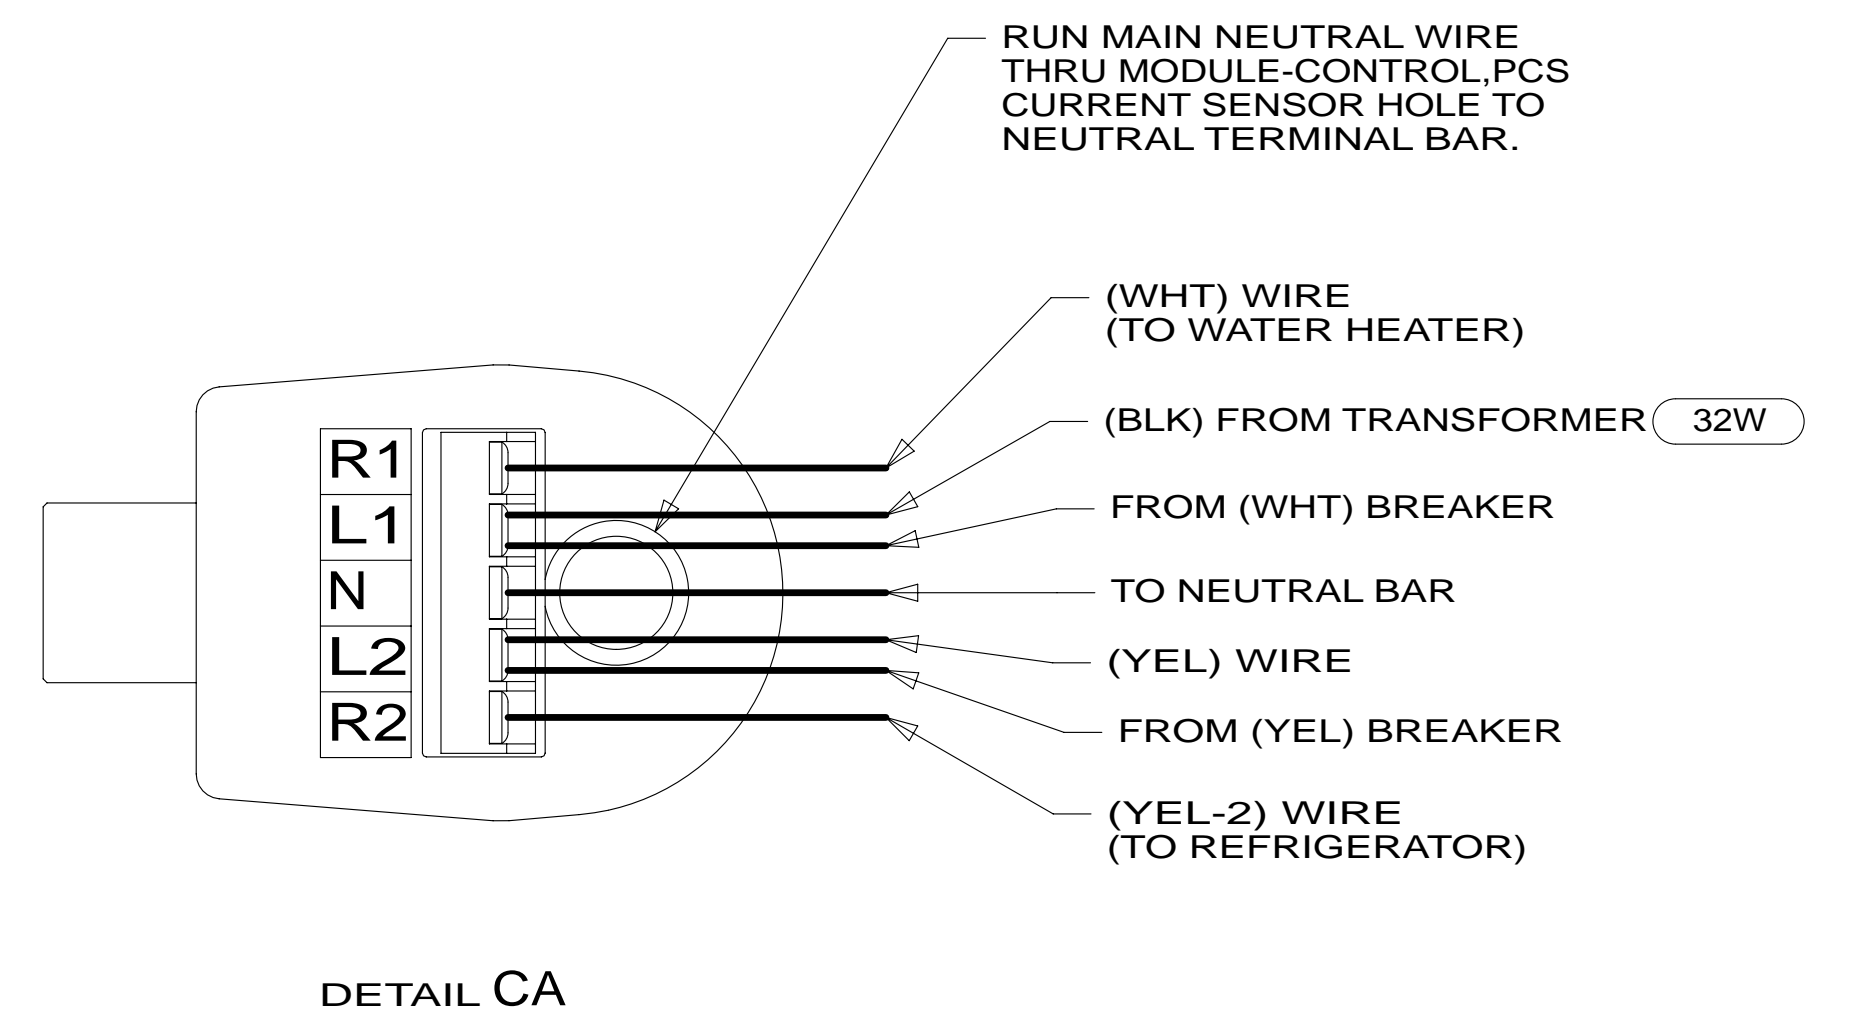 RUN MAIN NEUTRAL WIRE
THRU MODULE-CONTROL,PCS
CURRENT SENSOR HOLE TO
NEUTRAL TERMINAL BAR.
(WHT) WIRE
(TO WATER HEATER)
(BLK) FROM TRANSFORMER 32W
R1
L1
N
L2
R2
FROM (WHT) BREAKER
TO NEUTRAL BAR
(YEL) WIRE
FROM (YEL) BREAKER
(YEL-2) WIRE
(TO REFRIGERATOR)
DETAIL CA